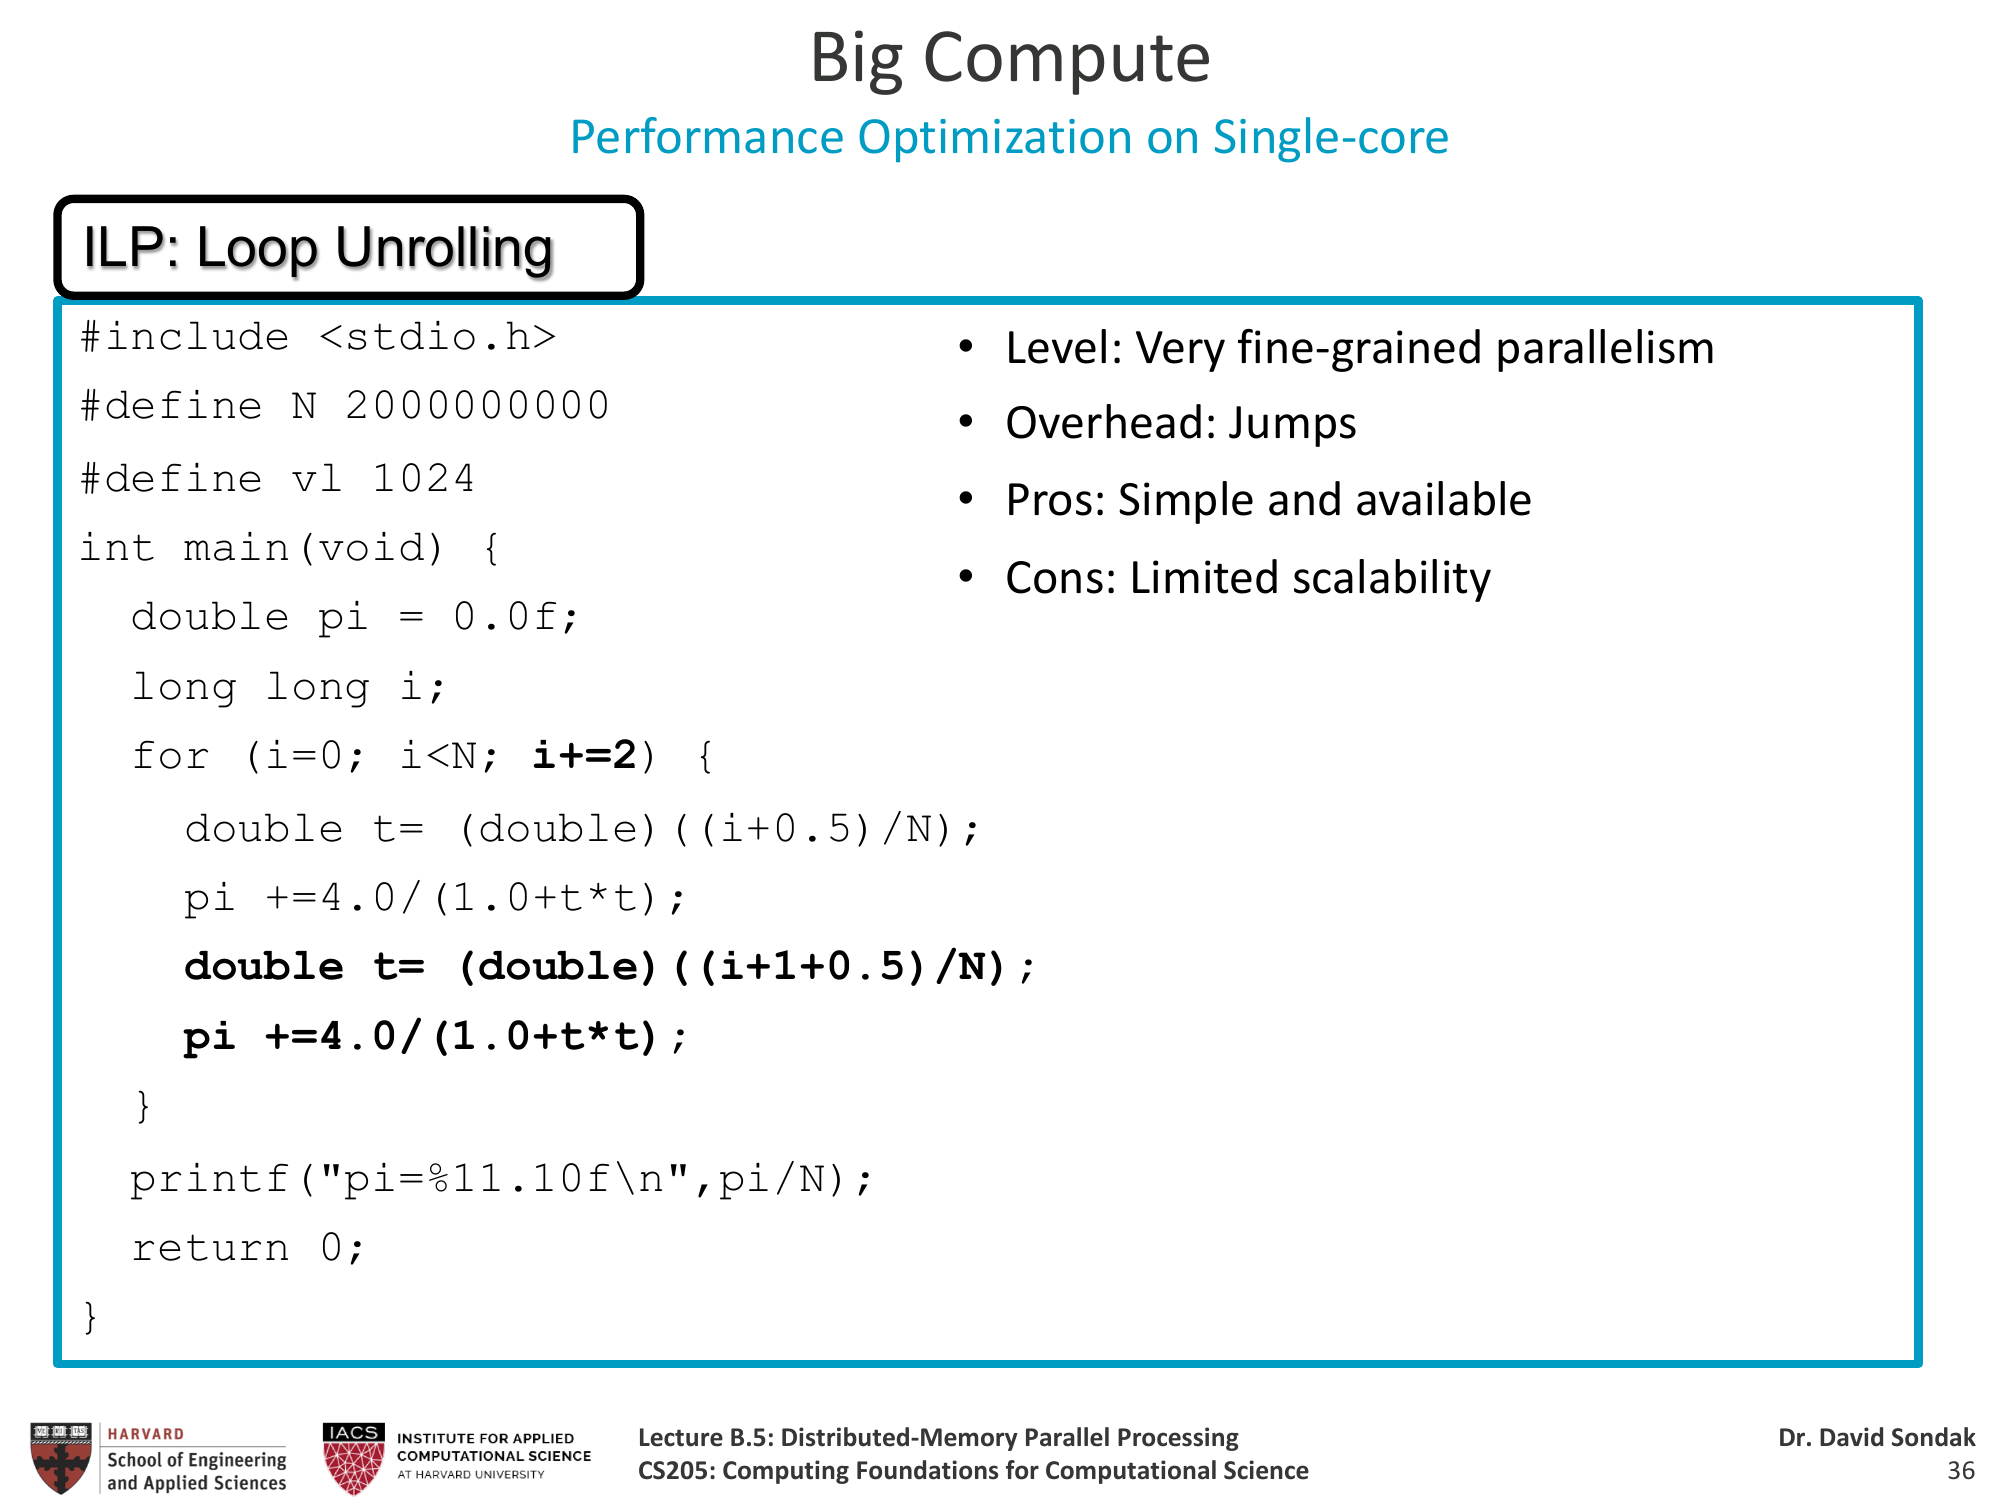 Big Compute
Performance Optimization on Single-core
ILP: Loop Unrolling
#include <stdio.h>
#define N 2000000000
#define vl 1024
int main(void) {
  double pi = 0.0f;
  long long i;
  for (i=0; i<N; i+=2) {
    double t= (double)((i+0.5)/N);
    pi +=4.0/(1.0+t*t);
    double t= (double)((i+1+0.5)/N);
    pi +=4.0/(1.0+t*t);
  }
  printf("pi=%11.10f\n",pi/N);
  return 0;
}
• Level: Very fine-grained parallelism
• Overhead: Jumps
• Pros: Simple and available
• Cons: Limited scalability
HARVARD
School of Engineering
and Applied Sciences
IACS
INSTITUTE FOR APPLIED
COMPUTATIONAL SCIENCE
AT HARVARD UNIVERSITY
Lecture B.5: Distributed-Memory Parallel Processing
CS205: Computing Foundations for Computational Science
Dr. David Sondak
36